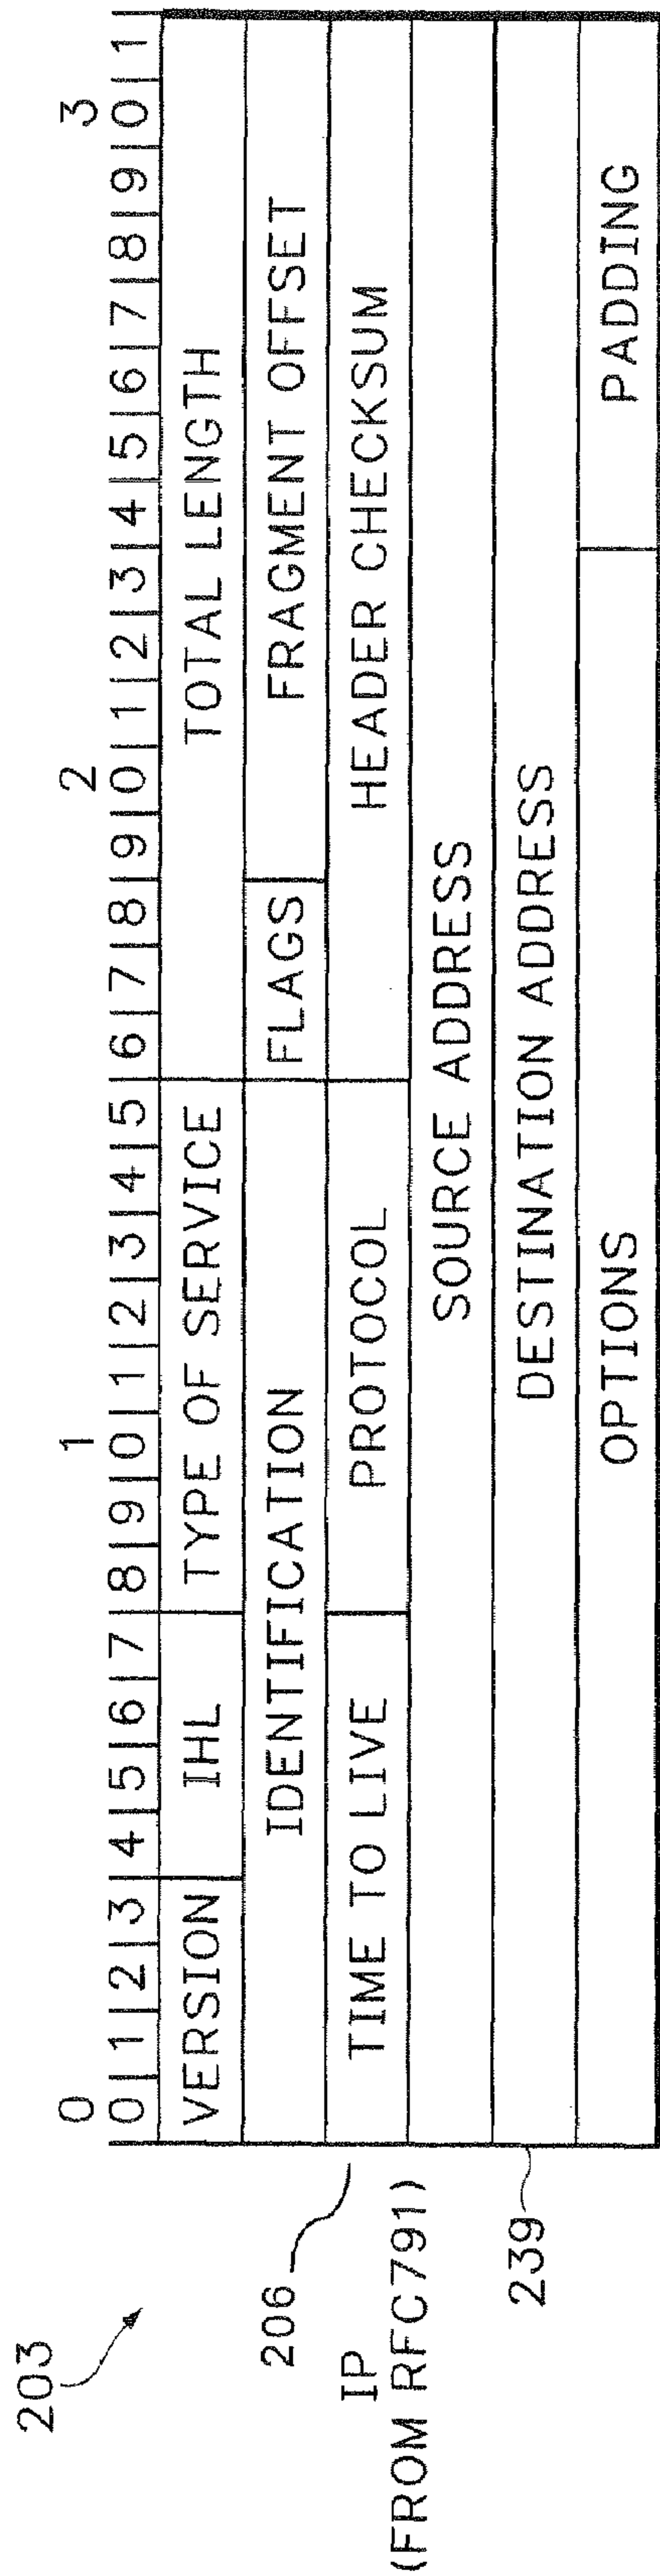 203
0 1 2 3
0|1|2|3|4|5|6|7|8|9|0|1|2|3|4|5|6|7|8|9|0|1|2|3|4|5|6|7|8|9|0|1
VERSION IHL TYPE OF SERVICE TOTAL LENGTH
IDENTIFICATION FLAGS FRAGMENT OFFSET
206 TIME TO LIVE PROTOCOL HEADER CHECKSUM
IP
(FROM RFC791)
SOURCE ADDRESS
239 DESTINATION ADDRESS
OPTIONS PADDING